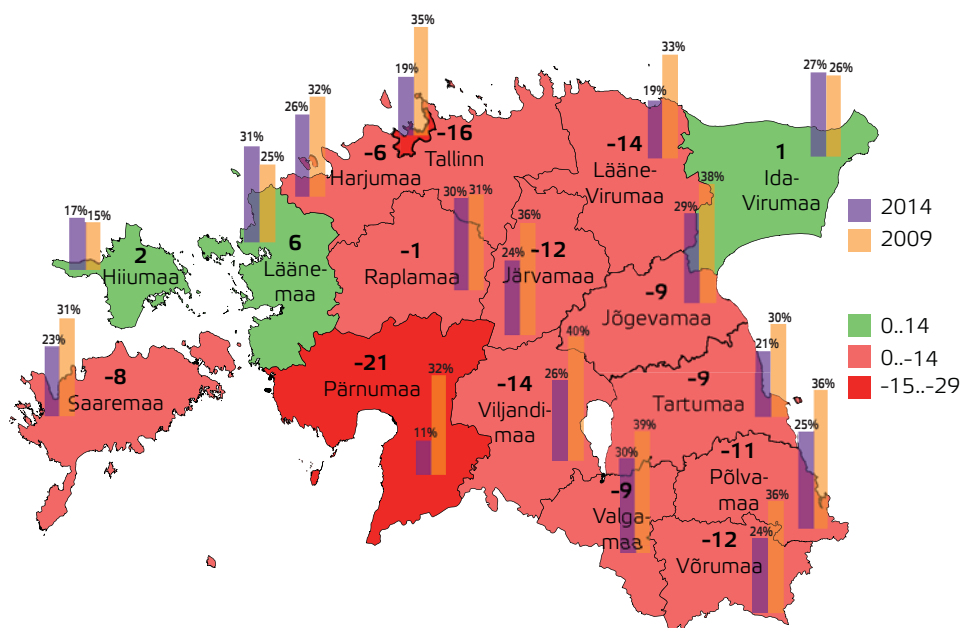 35%
19%
-16
Tallinn
26%
32%
-6
Harjumaa
19%
33%
-14
Lääne-
Virumaa
27%
26%
1
Ida-
Virumaa
31%
25%
6
Lääne-
maa
17%
15%
2
Hiiumaa
30%
31%
-1
Raplamaa
24%
36%
-12
Järvamaa
29%
38%
-9
Jõgevamaa
23%
31%
-8
Saaremaa
11%
32%
-21
Pärnumaa
26%
40%
-14
Viljandi-
maa
21%
30%
-9
Tartumaa
30%
39%
-9
Valga-
maa
25%
36%
-11
Põlva-
maa
24%
36%
-12
Võrumaa
2014
2009
0..14
0..-14
-15..-29